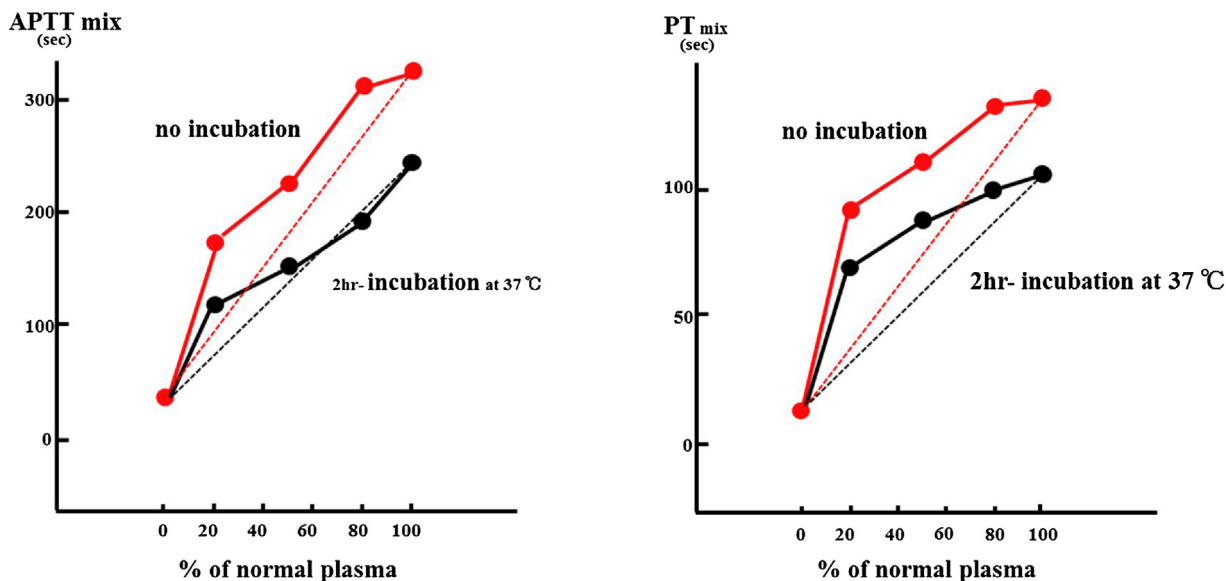 APTT mix
(sec)
300
200
100
0
no incubation
2hr- incubation at 37 ℃
0 20 40 60 80 100
% of normal plasma
PT mix
(sec)
100
50
0
no incubation
2hr- incubation at 37 ℃
0 20 40 60 80 100
% of normal plasma